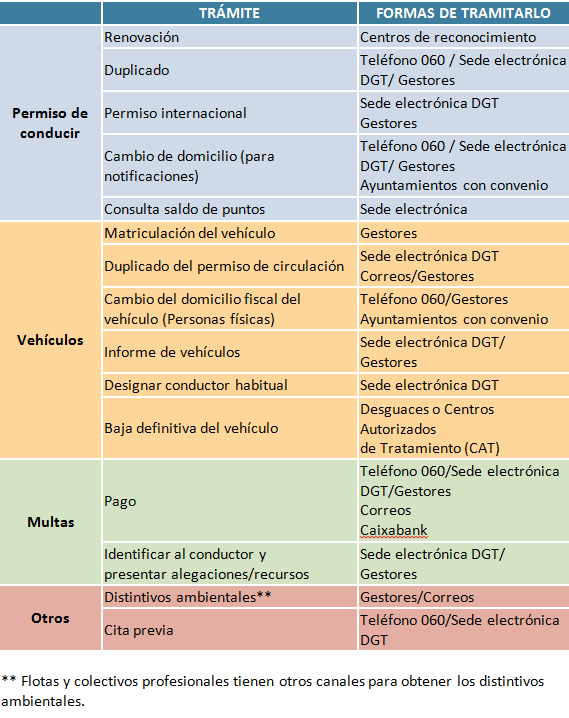 TRÁMITE FORMAS DE TRAMITARLO
Permiso de
conducir
Renovación Centros de reconocimiento
Duplicado
Teléfono 060 / Sede electrónica
DGT/ Gestores
Permiso internacional
Sede electrónica DGT
Gestores
Cambio de domicilio (para
notificaciones)
Teléfono 060 / Sede electrónica
DGT/ Gestores
Ayuntamientos con convenio
Consulta saldo de puntos Sede electrónica
Vehículos
Matriculación del vehículo Gestores
Duplicado del permiso de circulación
Sede electrónica DGT
Correos/Gestores
Cambio del domicilio fiscal del
vehículo (Personas físicas)
Teléfono 060/Gestores
Ayuntamientos con convenio
Informe de vehículos
Sede electrónica DGT/
Gestores
Designar conductor habitual Sede electrónica DGT
Baja definitiva del vehículo
Desguaces o Centros
Autorizados
de Tratamiento (CAT)
Multas
Pago
Teléfono 060/Sede electrónica
DGT/Gestores
Correos
Caixabank
Identificar al conductor y
presentar alegaciones/recursos
Sede electrónica DGT/
Gestores
Otros
Distintivos ambientales** Gestores/Correos
Cita previa
Teléfono 060/Sede electrónica
DGT
** Flotas y colectivos profesionales tienen otros canales para obtener los distintivos
ambientales.